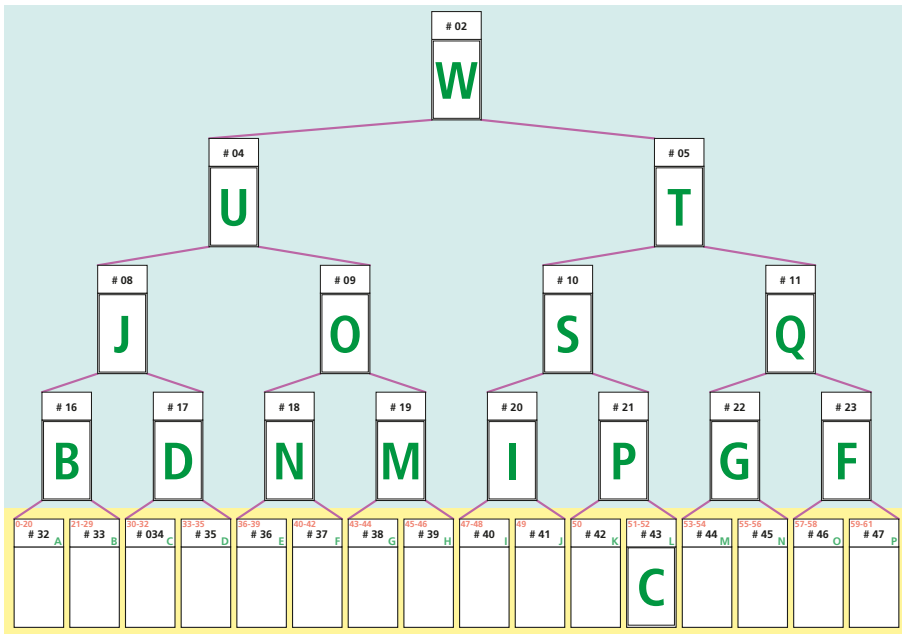 # 02
W
# 04 # 05
U T
# 08 # 09 # 10 # 11
J O S Q
# 16 # 17 # 18 # 19 # 20 # 21 # 22 # 23
B D N M I P G F
0-20 21-29 30-32 33-35 36-39 40-42 43-44 45-46 47-48 49 50 51-52 53-54 55-56 57-58 59-61
# 32 # 33 # 034 # 35 # 36 # 37 # 38 # 39 # 40 # 41 # 42 # 43 # 44 # 45 # 46 # 47
A B C D E F G H I J K L M N O P
C